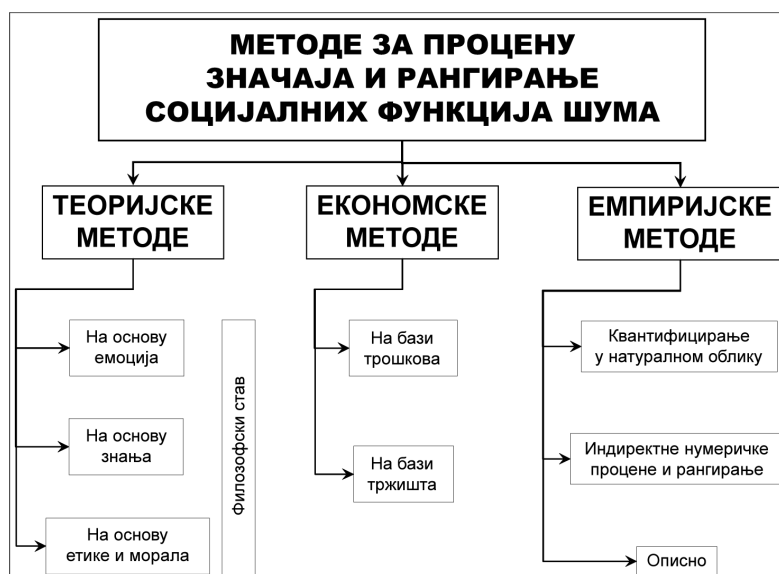 МЕТОДЕ ЗА ПРОЦЕНУ
ЗНАЧАЈА И РАНГИРАЊЕ
СОЦИЈАЛНИХ ФУНКЦИЈА ШУМА
ТЕОРИЈСКЕ
МЕТОДЕ
ЕКОНОМСКЕ
МЕТОДЕ
ЕМПИРИЈСКЕ
МЕТОДЕ
На основу
емоција
На основу
знања
На основу
етике и морала
Филозофски став
На бази
трошкова
На бази
тржишта
Квантифицирање
у натуралном облику
Индиректне нумеричке
процене и рангирање
Описно